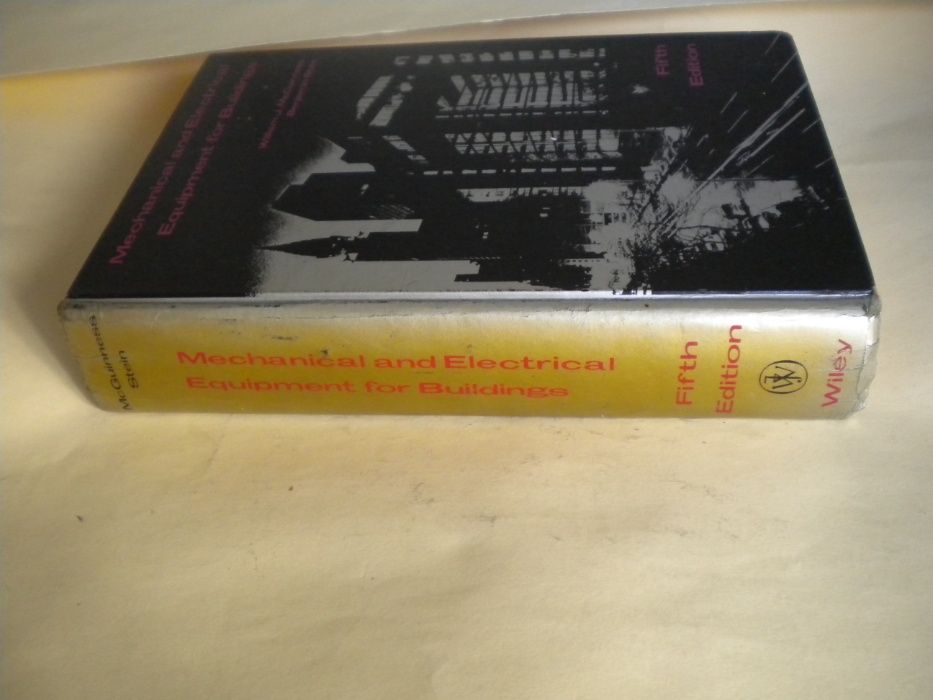 Mechanical and Electrical
Equipment for Buildings
Fifth
Edition
McGuinness
Stein
Mechanical and Electrical
Equipment for Buildings
Fifth
Edition
Wiley